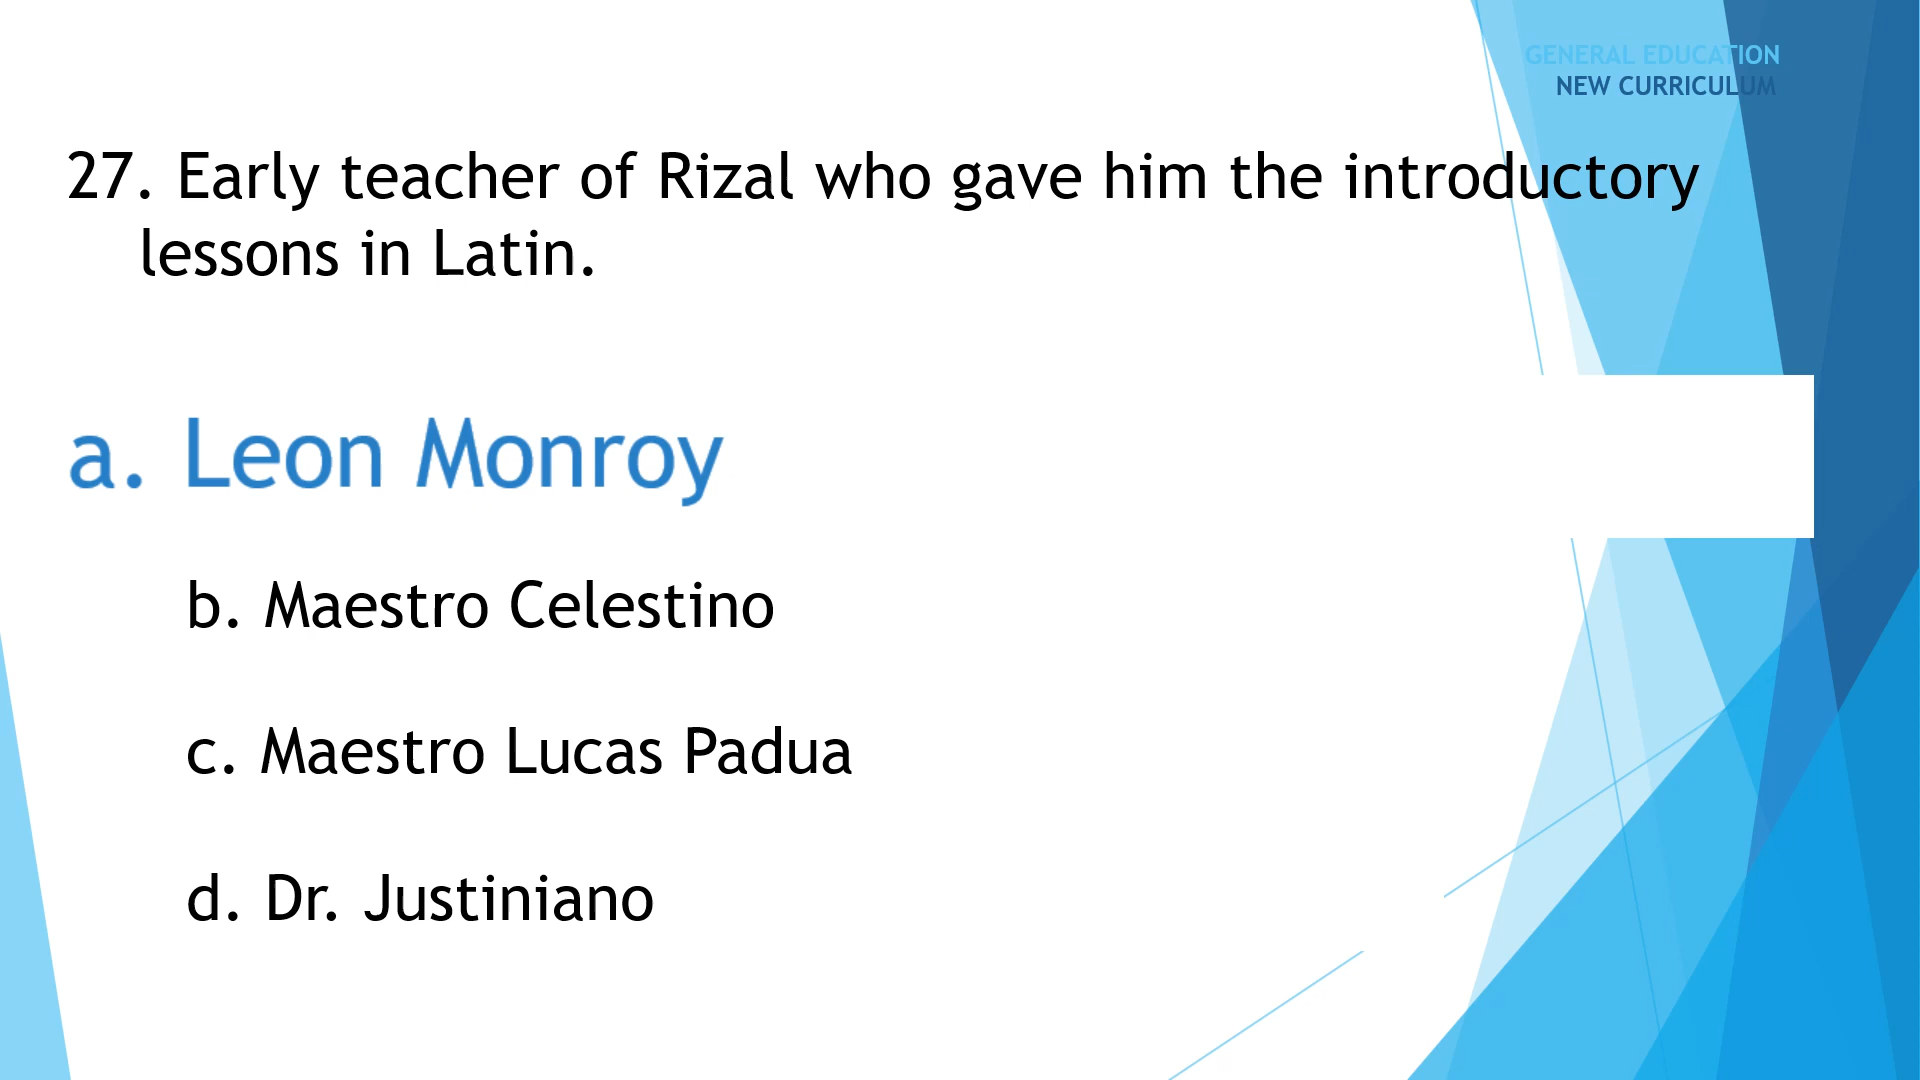 GENERAL EDUCATION
NEW CURRICULUM
27. Early teacher of Rizal who gave him the introductory
lessons in Latin.
a. Leon Monroy
b. Maestro Celestino
c. Maestro Lucas Padua
d. Dr. Justiniano